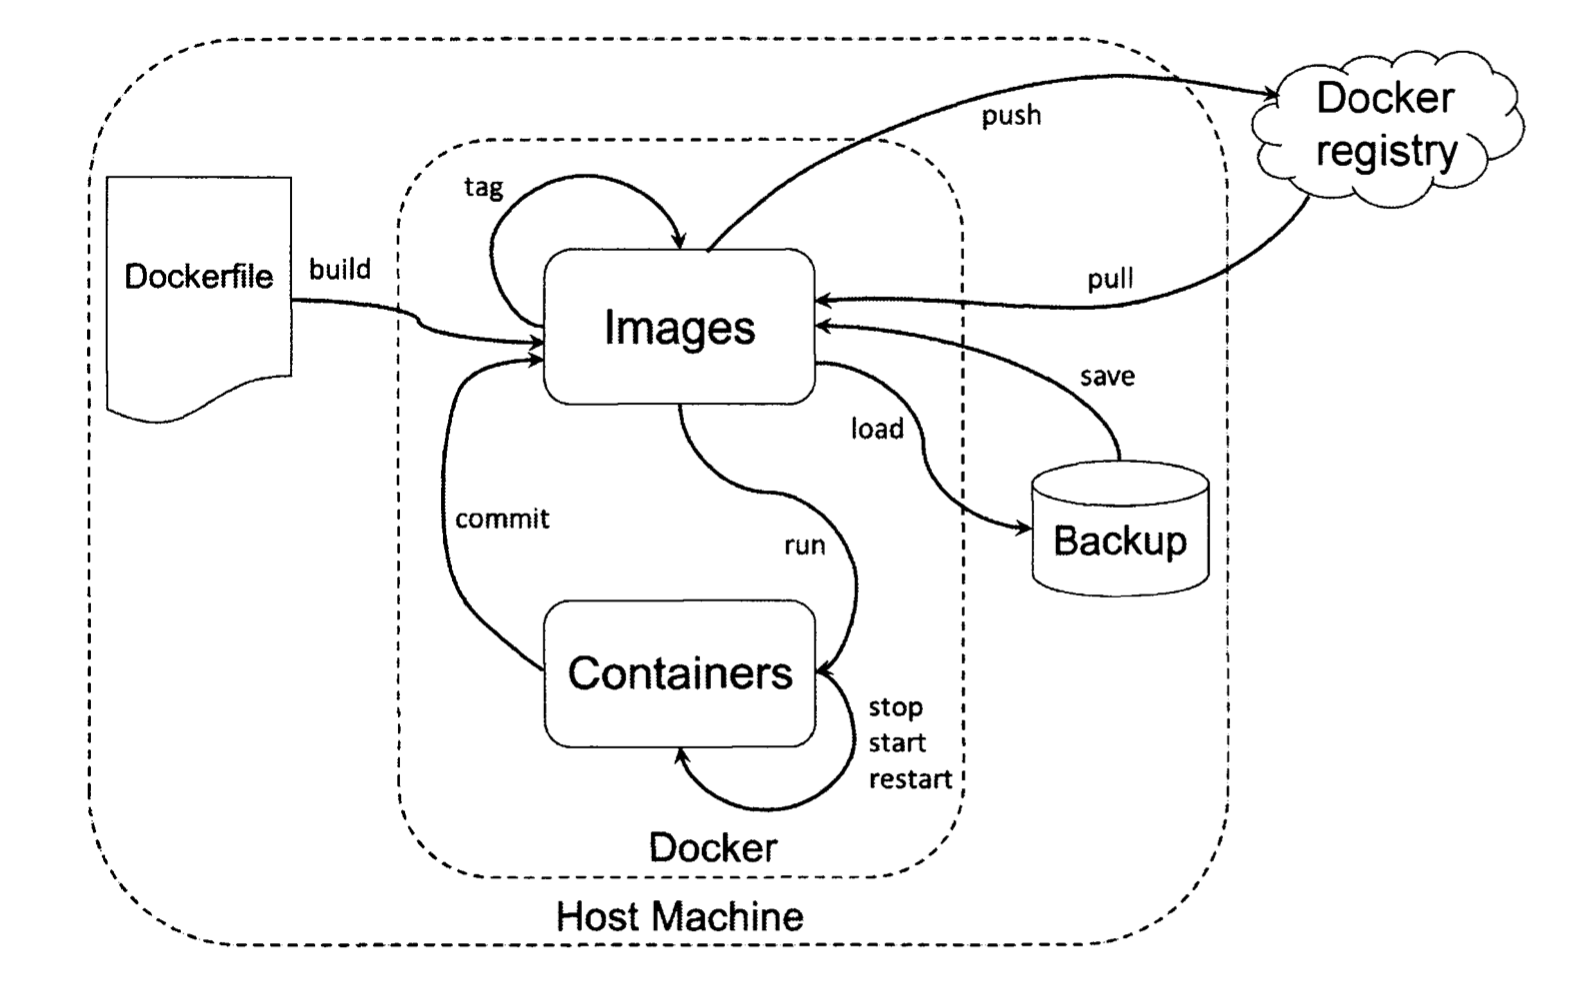 Docker
registry
push
tag
Dockerfile
build
pull
Images
save
load
commit
run
Backup
Containers
stop
start
restart
Docker
Host Machine